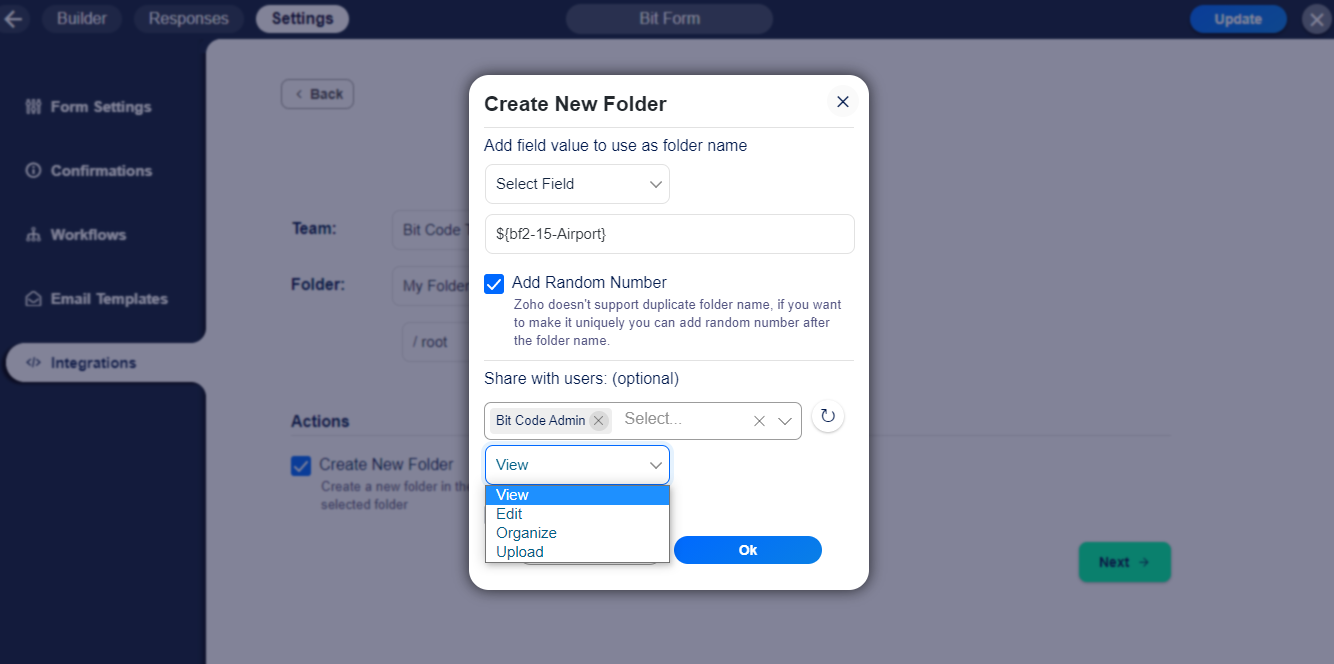 Builder
Responses
Settings
Bit Form
Update
Form Settings
Confirmations
Workflows
Email Templates
Integrations
Back
Team:
Bit Code
Folder:
My Folder
/ root
Actions
Create New Folder
Create a new folder in the
selected folder
Next
Create New Folder
Add field value to use as folder name
Select Field
${bf2-15-Airport}
Add Random Number
Zoho doesn't support duplicate folder name, if you want
to make it uniquely you can add random number after
the folder name.
Share with users: (optional)
Bit Code Admin
Select...
View
View
Edit
Organize
Upload
Ok